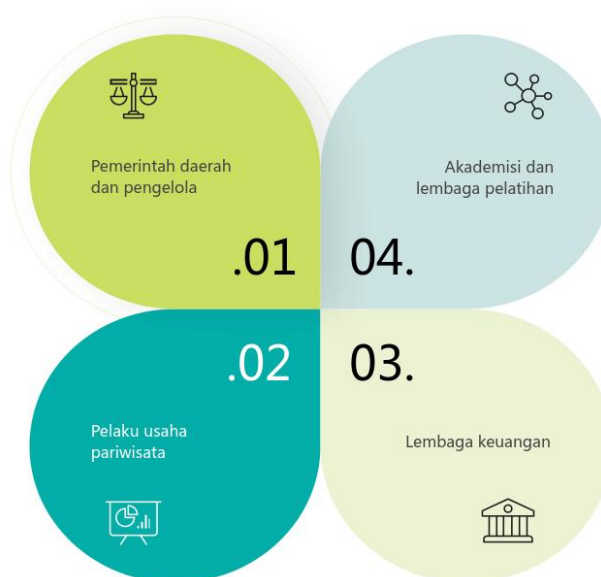 Pemerintah daerah
dan pengelola
.01
Pelaku usaha
pariwisata
.02
Lembaga keuangan
03.
Akademisi dan
lembaga pelatihan
04.